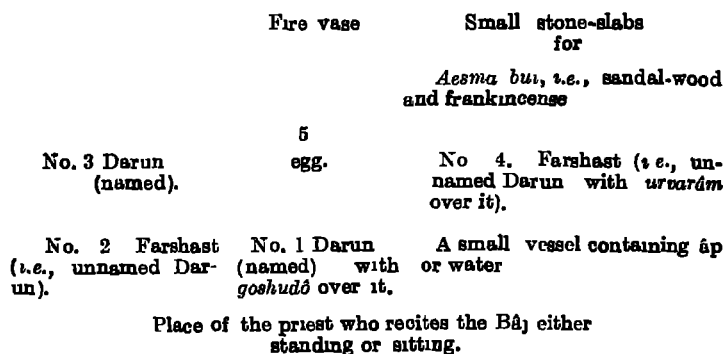 Fire vase
Small stone-slabs
for
Aesma bui, i.e., sandal-wood
and frankincense
5
No. 3 Darun
(named).
egg.
No 4. Farshast (i e., un-
named Darun with urvarâm
over it).
No. 2 Farshast
(i.e., unnamed Dar-
un).
No. 1 Darun
(named) with
goshudô over it.
A small vessel containing âp
or water
Place of the priest who recites the Bâj either
standing or sitting.